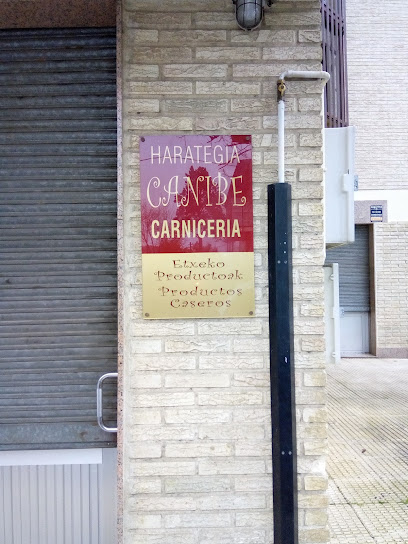 HARATEGIA
CANIBE
CARNICERIA
Etxeko
Productoak
Productos
Caseros